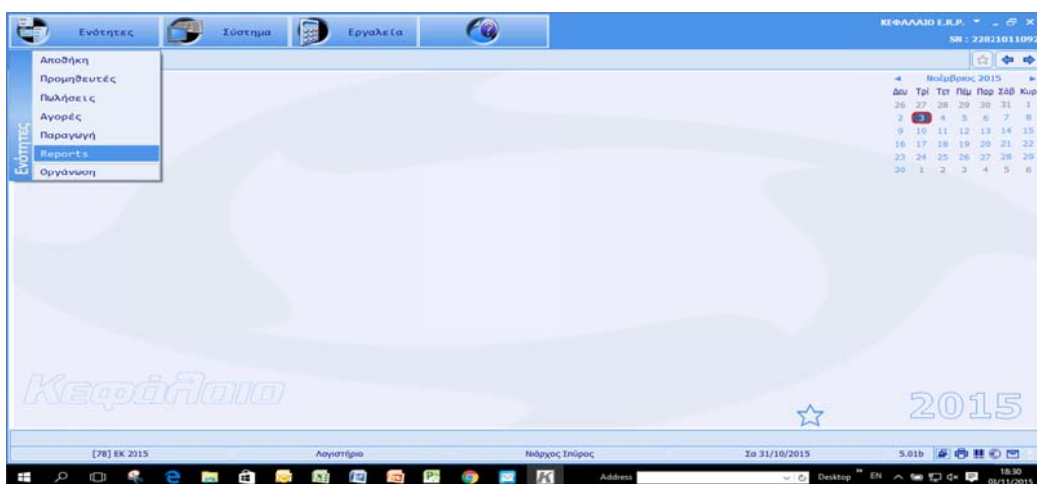 Ενότητες Σύστημα Εργαλεία ΚΕΦΑΛΑΙΟ E.R.P.
SN : 22021011092
Ενότητες
Αποθήκη
Προμηθευτές
Πωλήσεις
Αγορές
Παραγωγή
Reports
Οργάνωση
Νοέμβριος 2015
Δευ Τρί Τετ Πέμ Παρ Σάβ Κυρ
26 27 28 29 30 31 1
2 3 4 5 6 7 8
9 10 11 12 13 14 15
16 17 18 19 20 21 22
23 24 25 26 27 28 29
30 1 2 3 4 5 6
Κεφάλαιο
2015
[78] ΕΚ 2015 Λογιστήριο Νιάρχος Σπύρος Σα 31/10/2015 5.01b
K Address Desktop EN 18:30
03/11/2015